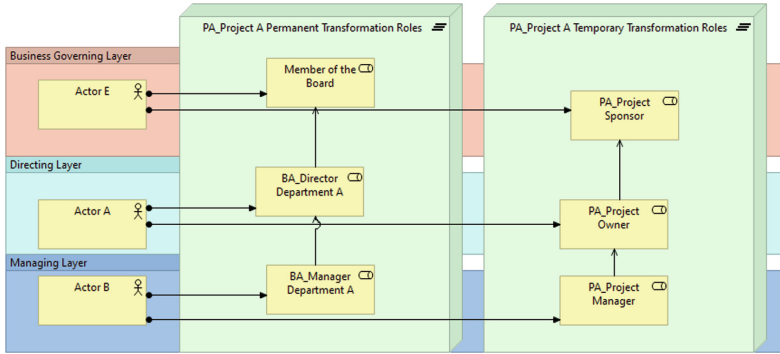 PA_Project A Permanent Transformation Roles
PA_Project A Temporary Transformation Roles
Business Governing Layer
Actor E
Member of the
Board
PA_Project
Sponsor
Directing Layer
Actor A
BA_Director
Department A
PA_Project
Owner
Managing Layer
Actor B
BA_Manager
Department A
PA_Project
Manager